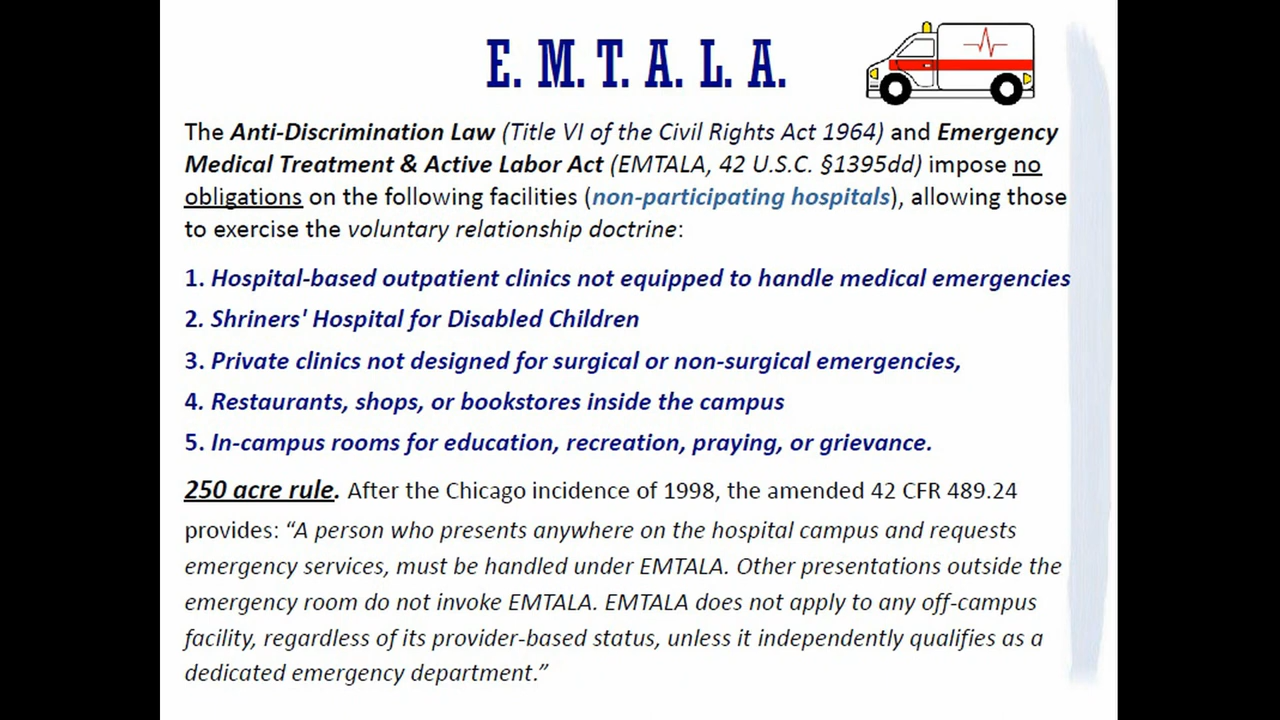 E. M. T. A. L. A.
The Anti-Discrimination Law (Title VI of the Civil Rights Act 1964) and Emergency
Medical Treatment & Active Labor Act (EMTALA, 42 U.S.C. §1395dd) impose no
obligations on the following facilities (non-participating hospitals), allowing those
to exercise the voluntary relationship doctrine:
1. Hospital-based outpatient clinics not equipped to handle medical emergencies
2. Shriners' Hospital for Disabled Children
3. Private clinics not designed for surgical or non-surgical emergencies,
4. Restaurants, shops, or bookstores inside the campus
5. In-campus rooms for education, recreation, praying, or grievance.
250 acre rule. After the Chicago incidence of 1998, the amended 42 CFR 489.24
provides: “A person who presents anywhere on the hospital campus and requests
emergency services, must be handled under EMTALA. Other presentations outside the
emergency room do not invoke EMTALA. EMTALA does not apply to any off-campus
facility, regardless of its provider-based status, unless it independently qualifies as a
dedicated emergency department.”